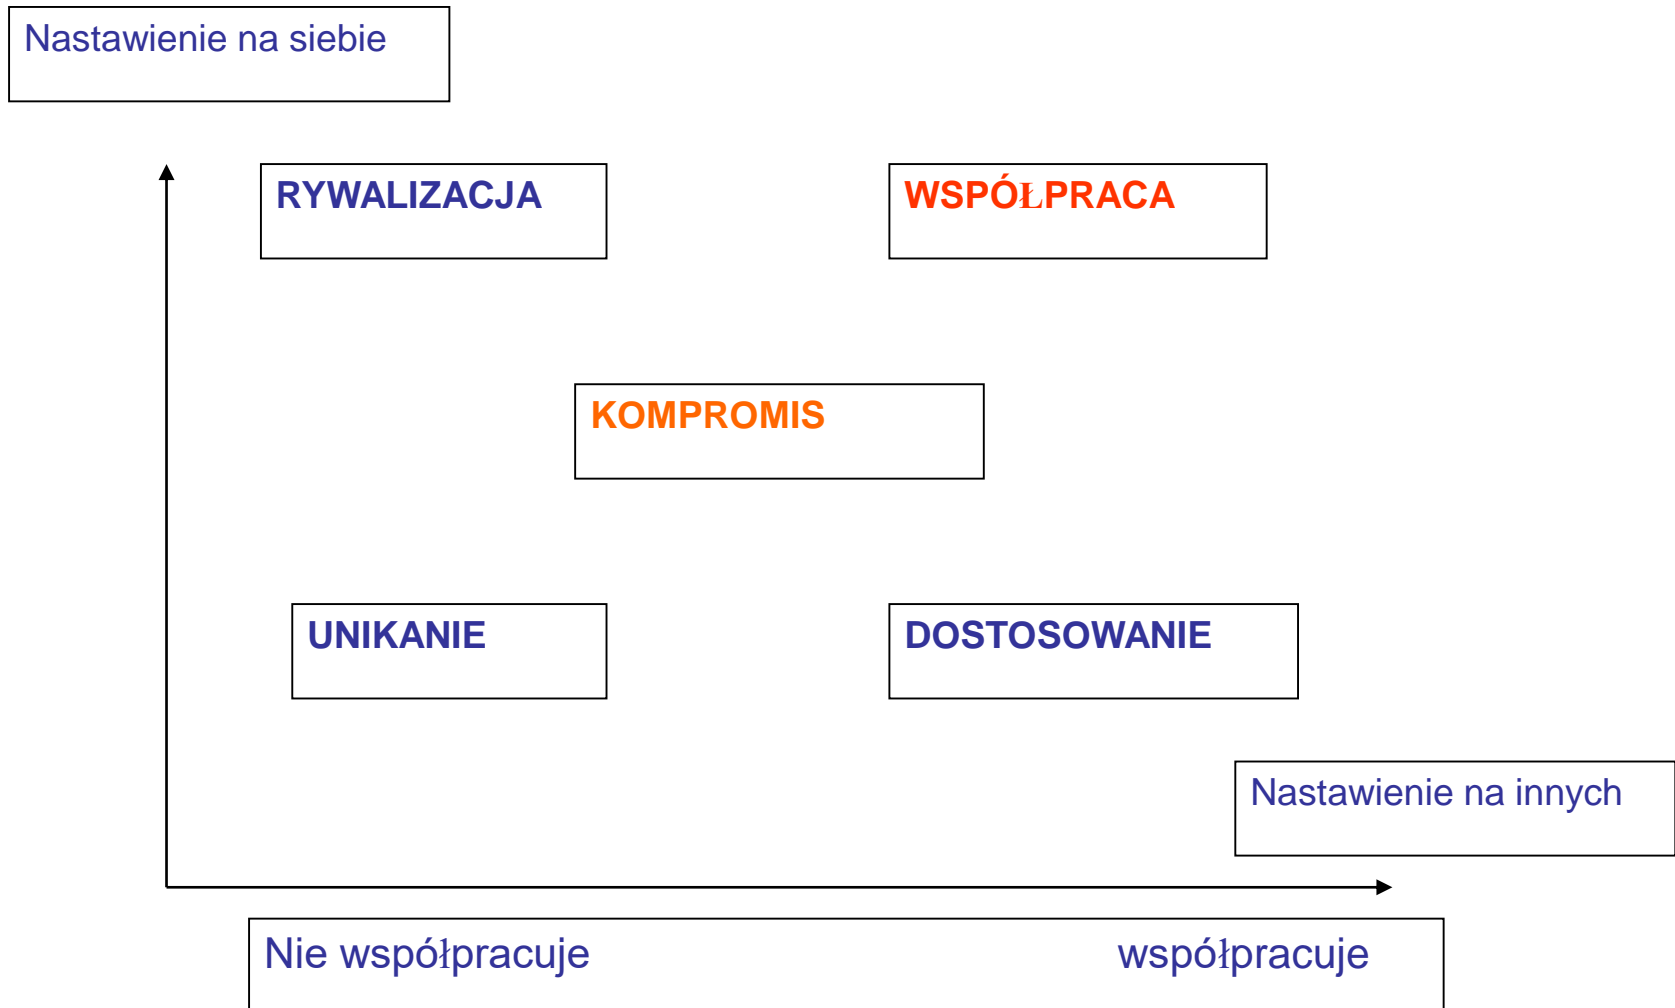 Nastawienie na siebie
RYWALIZACJA
WSPÓŁPRACA
KOMPROMIS
UNIKANIE
DOSTOSOWANIE
Nastawienie na innych
Nie współpracuje współpracuje